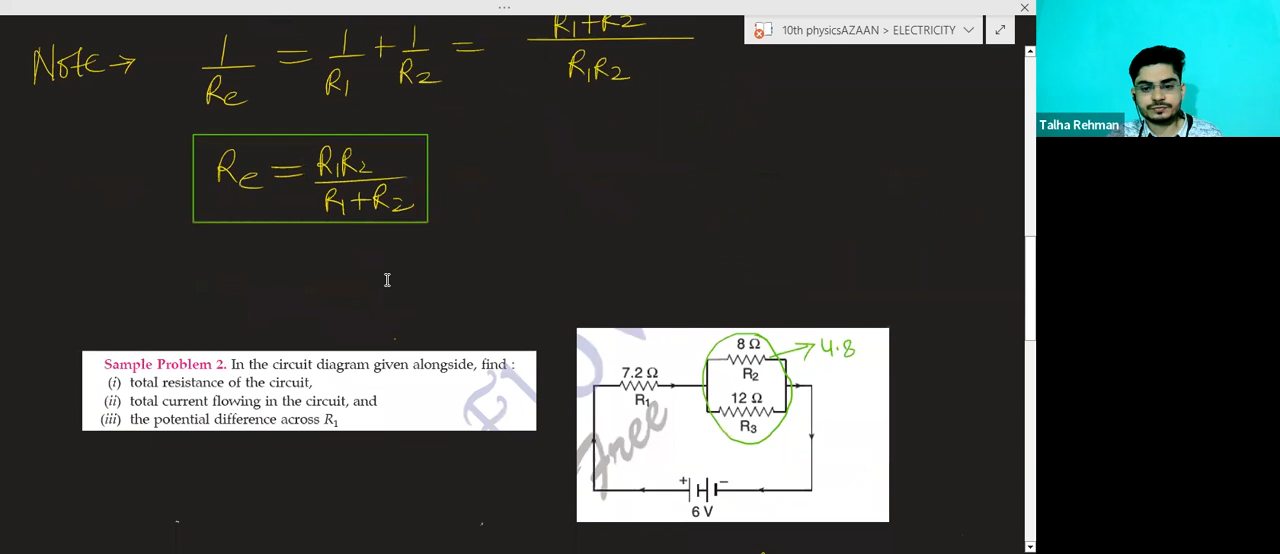 10th physicsAZAAN > ELECTRICITY
Note → 1/Re = 1/R1 + 1/R2 = R1+R2/R1R2
Talha Rehman
Re = R1R2/R1+R2
Sample Problem 2. In the circuit diagram given alongside, find :
(i) total resistance of the circuit,
(ii) total current flowing in the circuit, and
(iii) the potential difference across R1
8 Ω
4.8
R2
7.2 Ω
R1
12 Ω
R3
Free
+ −
6 V